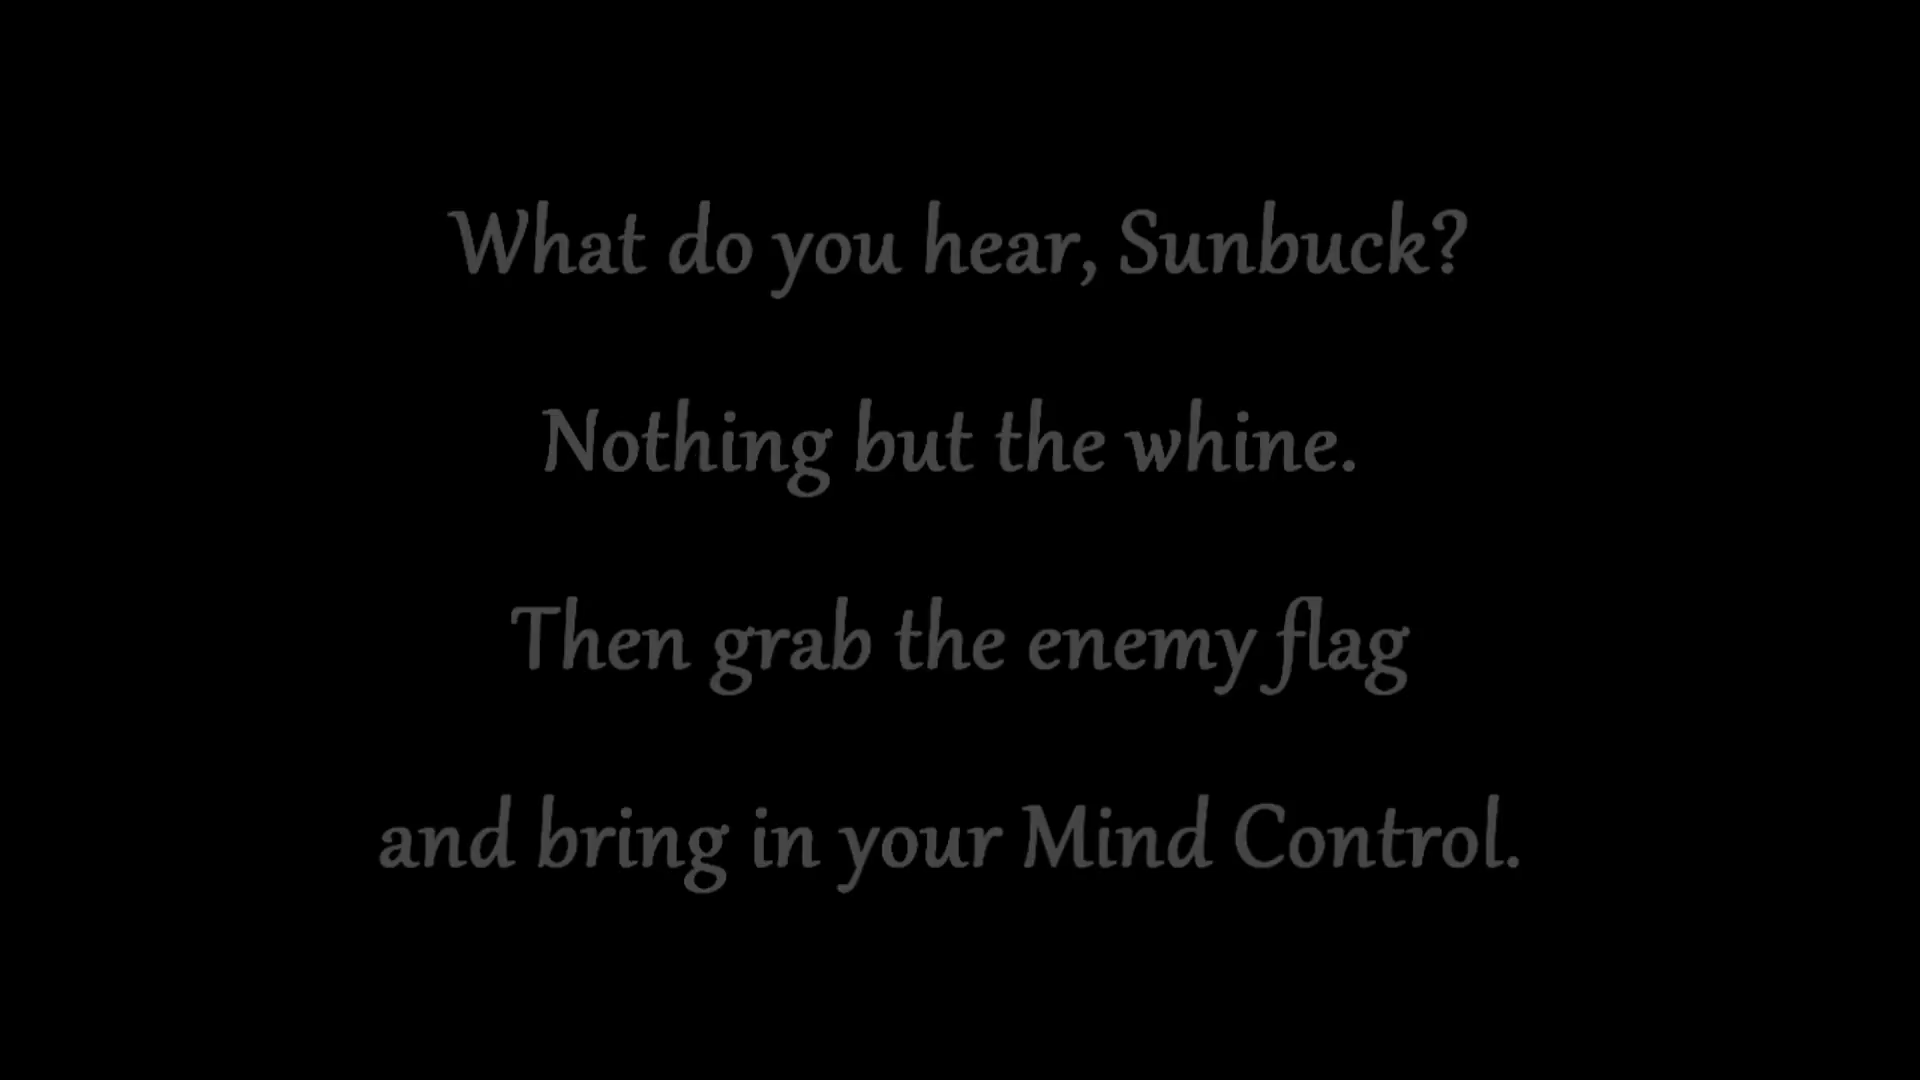 What do you hear, Sunbuck?
Nothing but the whine.
Then grab the enemy flag
and bring in your Mind Control.